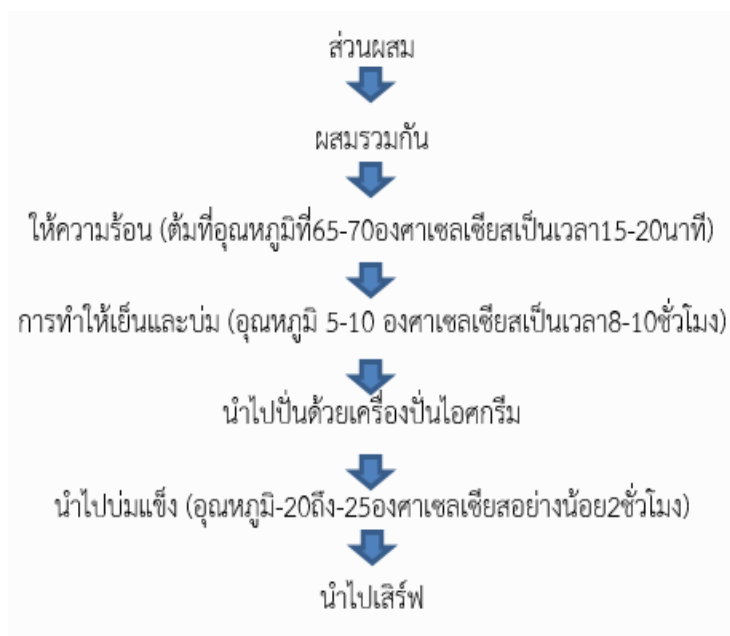 ส่วนผสม
ผสมรวมกัน
ให้ความร้อน (ต้มที่อุณหภูมิที่65-70องศาเซลเซียสเป็นเวลา15-20นาที)
การทำให้เย็นและบ่ม (อุณหภูมิ 5-10 องศาเซลเซียสเป็นเวลา8-10ชั่วโมง)
นำไปปั่นด้วยเครื่องปั่นไอศกรีม
นำไปบ่มแข็ง (อุณหภูมิ-20ถึง-25องศาเซลเซียสอย่างน้อย2ชั่วโมง)
นำไปเสิร์ฟ